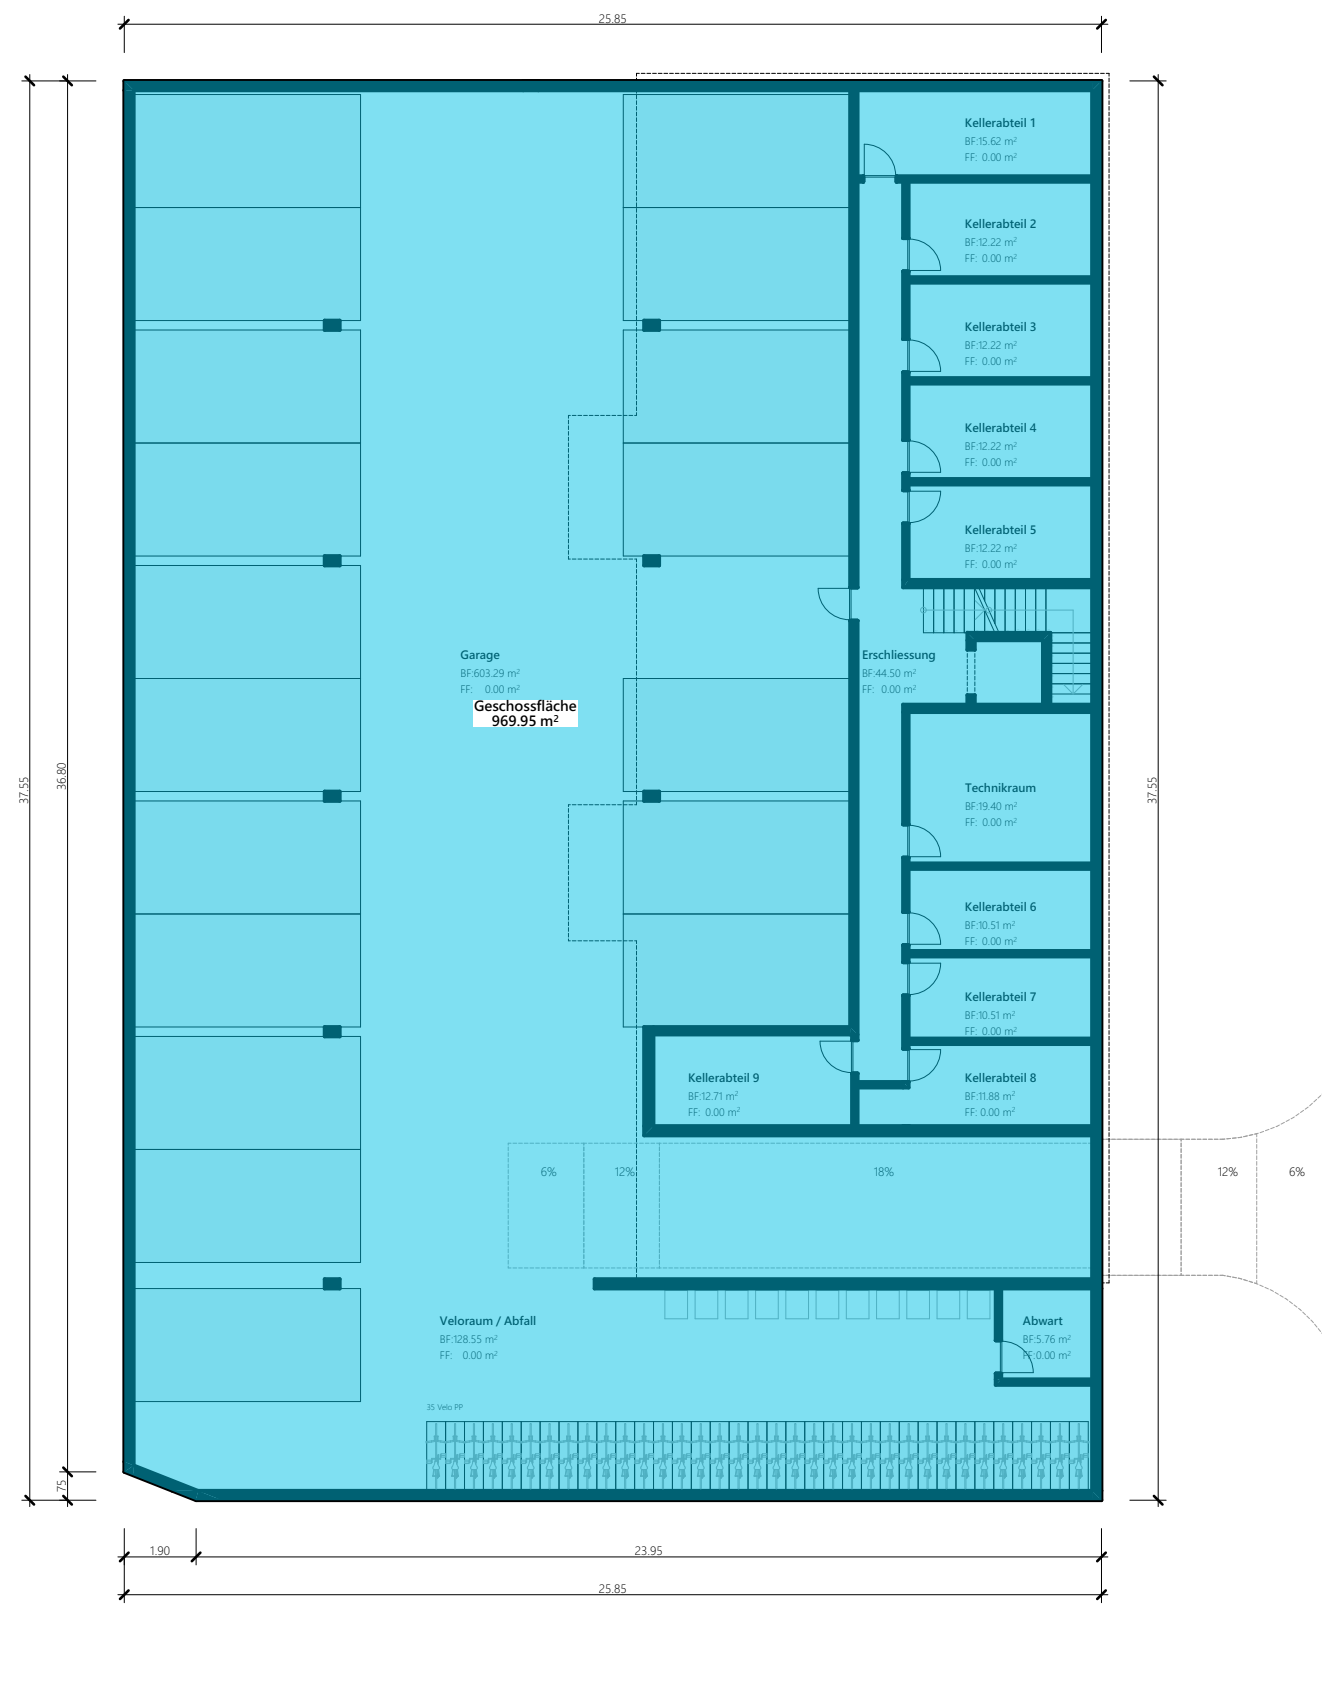 25.85
Kellerabteil 1
BF:15.62 m²
FF: 0.00 m²
Kellerabteil 2
BF:12.22 m²
FF: 0.00 m²
Kellerabteil 3
BF:12.22 m²
FF: 0.00 m²
Kellerabteil 4
BF:12.22 m²
FF: 0.00 m²
Kellerabteil 5
BF:12.22 m²
FF: 0.00 m²
Garage
BF:603.29 m²
FF: 0.00 m²
Geschossfläche
969.95 m²
Erschliessung
BF:44.50 m²
FF: 0.00 m²
37.55
36.80
37.55
Technikraum
BF:19.40 m²
FF: 0.00 m²
Kellerabteil 6
BF:10.51 m²
FF: 0.00 m²
Kellerabteil 7
BF:10.51 m²
FF: 0.00 m²
Kellerabteil 9
BF:12.71 m²
FF: 0.00 m²
Kellerabteil 8
BF:11.88 m²
FF: 0.00 m²
6%
12%
18%
12%
6%
Veloraum / Abfall
BF:128.55 m²
FF: 0.00 m²
Abwart
BF:5.76 m²
FF:0.00 m²
35 Velo PP
75
1.90
23.95
25.85